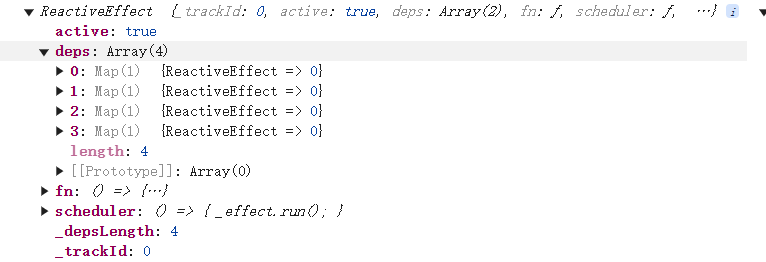 ▼ ReactiveEffect {_trackId: 0, active: true, deps: Array(2), fn: ƒ, scheduler: ƒ, …} i
active: true
▼ deps: Array(4)
▶ 0: Map(1) {ReactiveEffect => 0}
▶ 1: Map(1) {ReactiveEffect => 0}
▶ 2: Map(1) {ReactiveEffect => 0}
▶ 3: Map(1) {ReactiveEffect => 0}
length: 4
▶ [[Prototype]]: Array(0)
▶ fn: () => {…}
▶ scheduler: () => { _effect.run(); }
_depsLength: 4
_trackId: 0